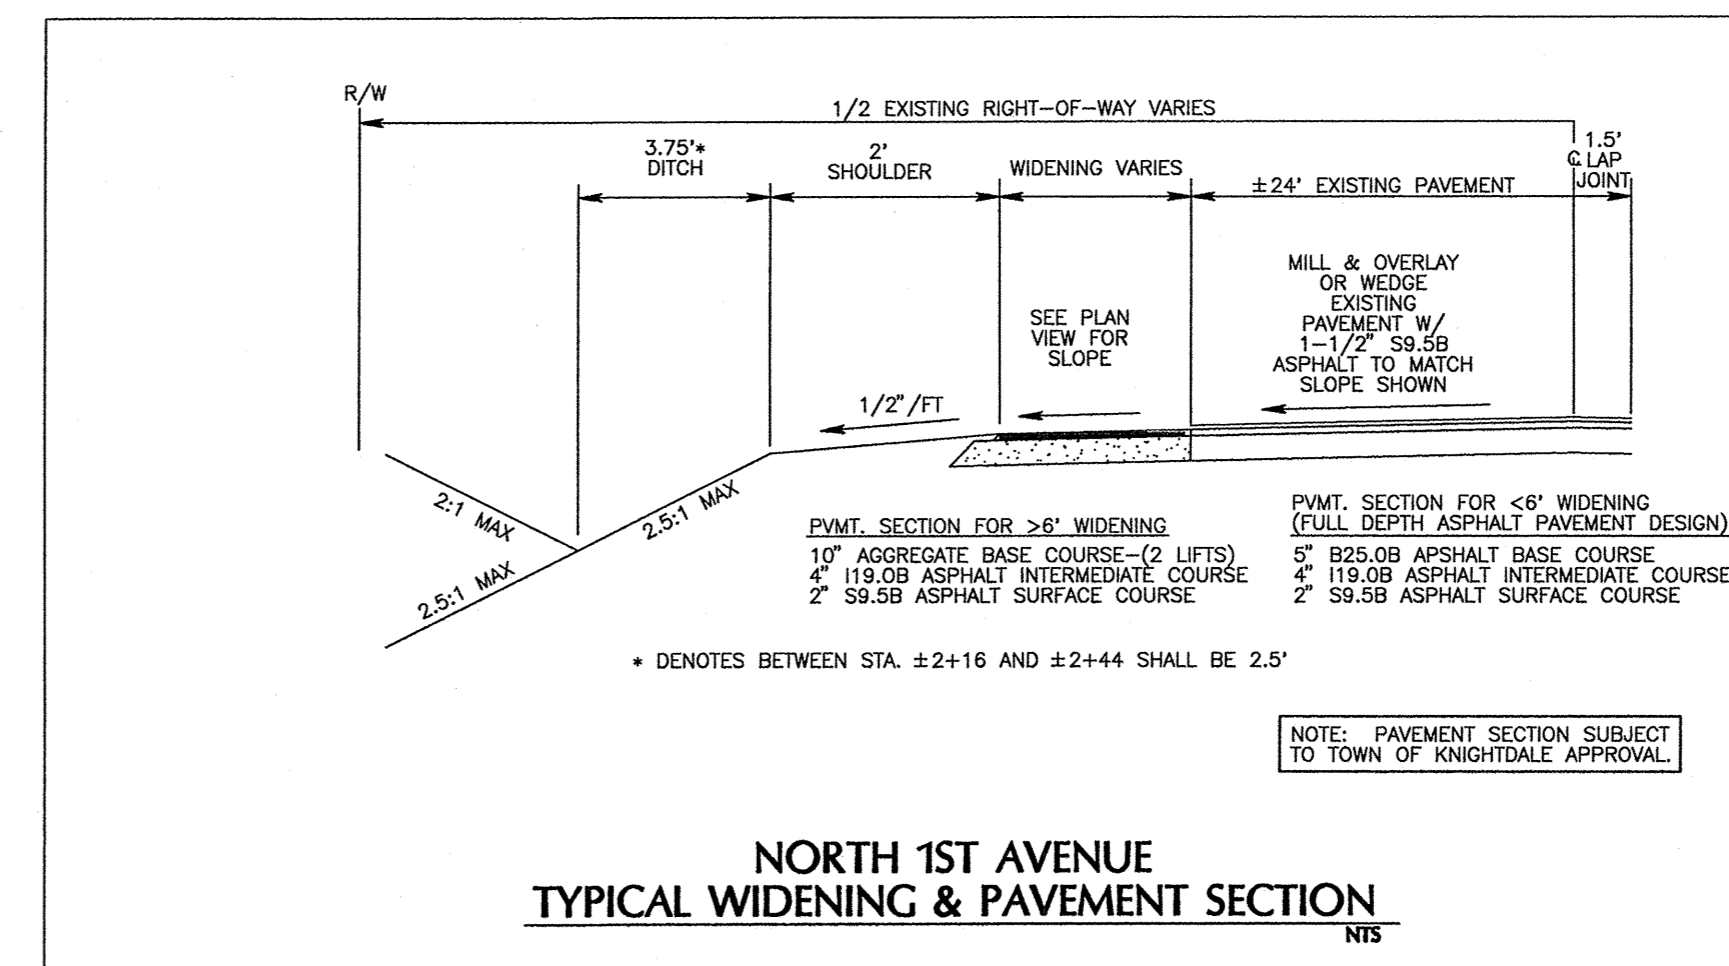 R/W
1/2 EXISTING RIGHT-OF-WAY VARIES
3.75'*
DITCH
2'
SHOULDER
WIDENING VARIES
±24' EXISTING PAVEMENT
1.5'
℄ LAP
JOINT
MILL & OVERLAY
OR WEDGE
EXISTING
PAVEMENT W/
1-1/2" S9.5B
ASPHALT TO MATCH
SLOPE SHOWN
SEE PLAN
VIEW FOR
SLOPE
1/2"/FT
2:1 MAX
2.5:1 MAX
2.5:1 MAX
PVMT. SECTION FOR >6' WIDENING
10" AGGREGATE BASE COURSE-(2 LIFTS)
4" I19.0B ASPHALT INTERMEDIATE COURSE
2" S9.5B ASPHALT SURFACE COURSE
PVMT. SECTION FOR <6' WIDENING
(FULL DEPTH ASPHALT PAVEMENT DESIGN)
5" B25.0B APSHALT BASE COURSE
4" I19.0B ASPHALT INTERMEDIATE COURSE
2" S9.5B ASPHALT SURFACE COURSE
* DENOTES BETWEEN STA. ±2+16 AND ±2+44 SHALL BE 2.5'
NOTE: PAVEMENT SECTION SUBJECT
TO TOWN OF KNIGHTDALE APPROVAL.
NORTH 1ST AVENUE
TYPICAL WIDENING & PAVEMENT SECTION
NTS